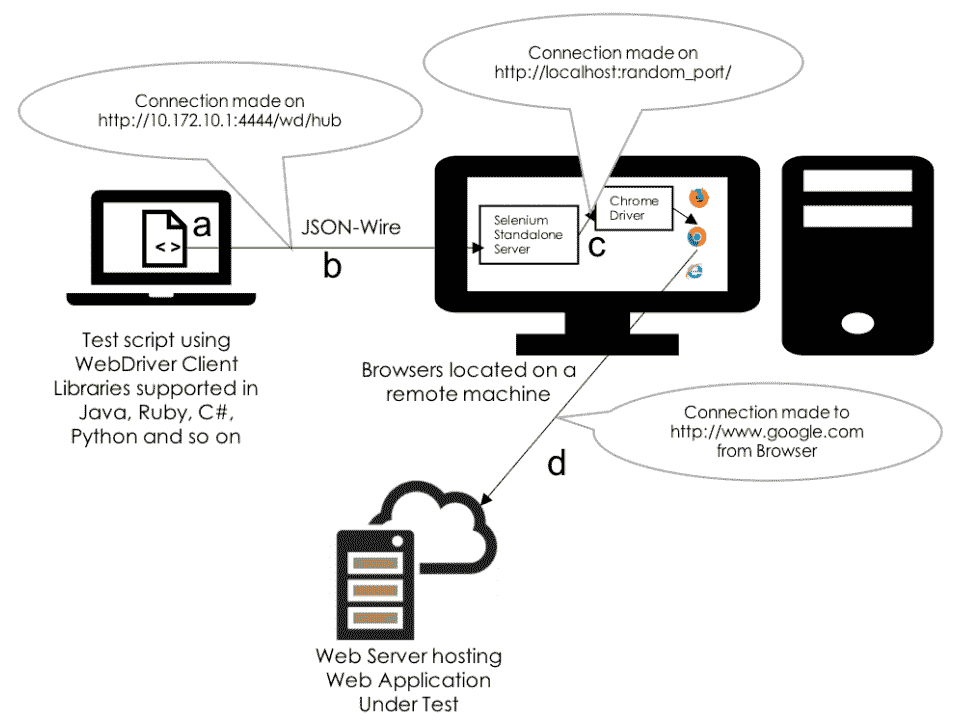 Connection made on
http://localhost:random_port/
Connection made on
http://10.172.10.1:4444/wd/hub
a
< >
JSON-Wire
b
Selenium
Standalone
Server
c
Chrome
Driver
Test script using
WebDriver Client
Libraries supported in
Java, Ruby, C#,
Python and so on
Browsers located on a
remote machine
Connection made to
http://www.google.com
from Browser
d
Web Server hosting
Web Application
Under Test